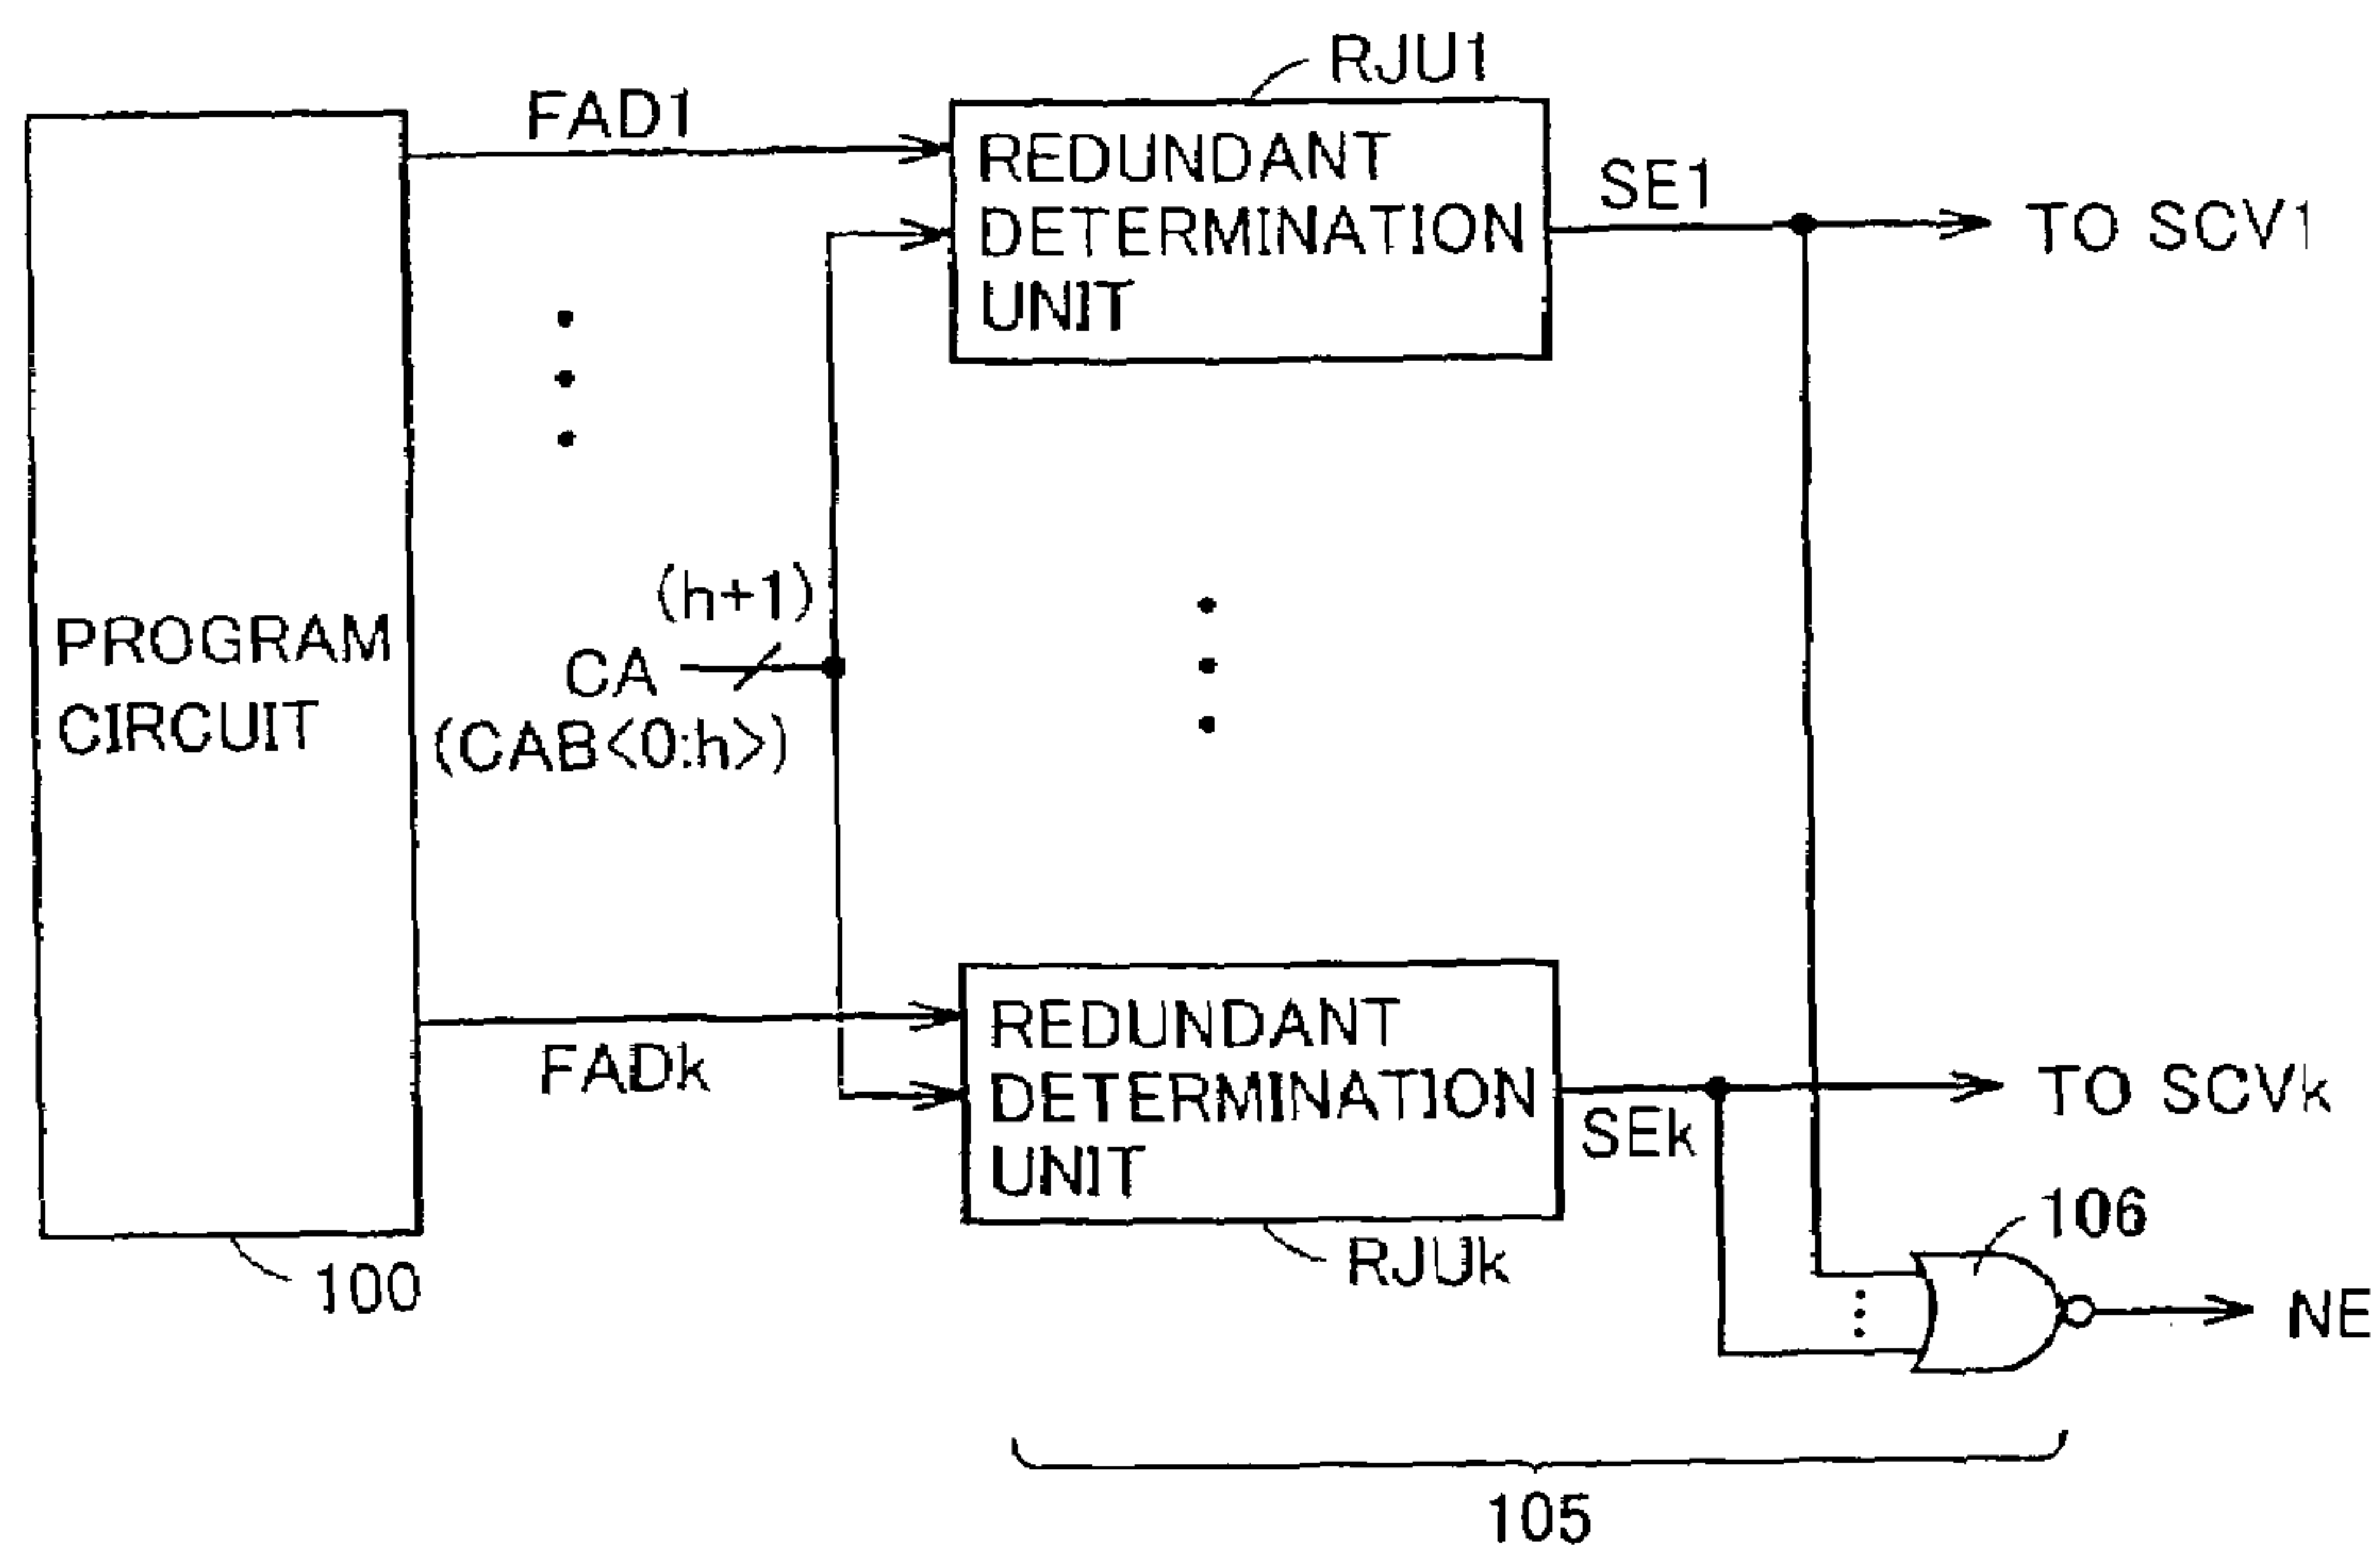 RJU1
FAD1
REDUNDANT
DETERMINATION
UNIT
SE1
TO SCV1
(h+1)
CA
(CAB<0:h>)
PROGRAM
CIRCUIT
FADk
REDUNDANT
DETERMINATION
UNIT
SEk
TO SCVk
RJUk
100
106
NE
105